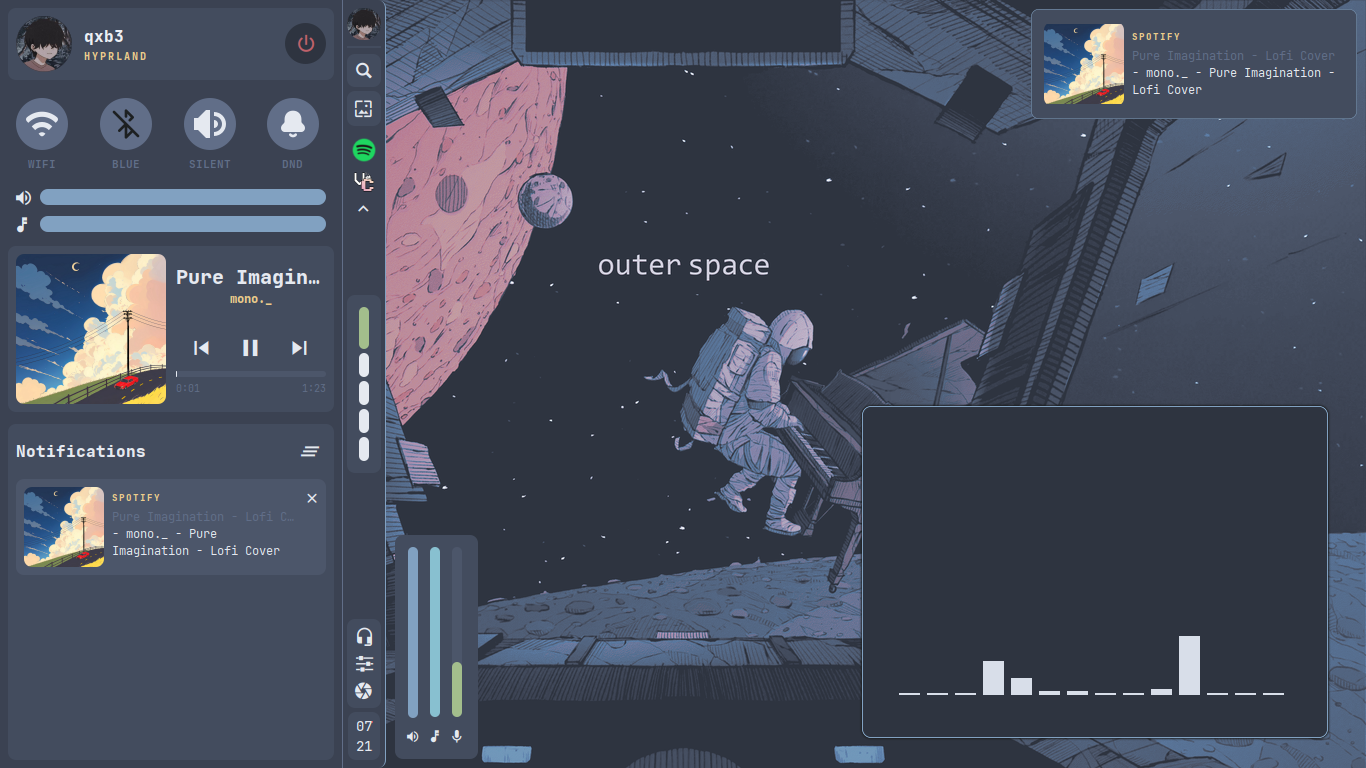 qxb3
HYPRLAND
WIFI
BLUE
SILENT
DND
Pure Imagin…
mono._
0:01
1:23
Notifications
SPOTIFY
Pure Imagination - Lofi C…
- mono._ - Pure
Imagination - Lofi Cover
07
21
outer space
SPOTIFY
Pure Imagination - Lofi Cover
- mono._ - Pure Imagination -
Lofi Cover